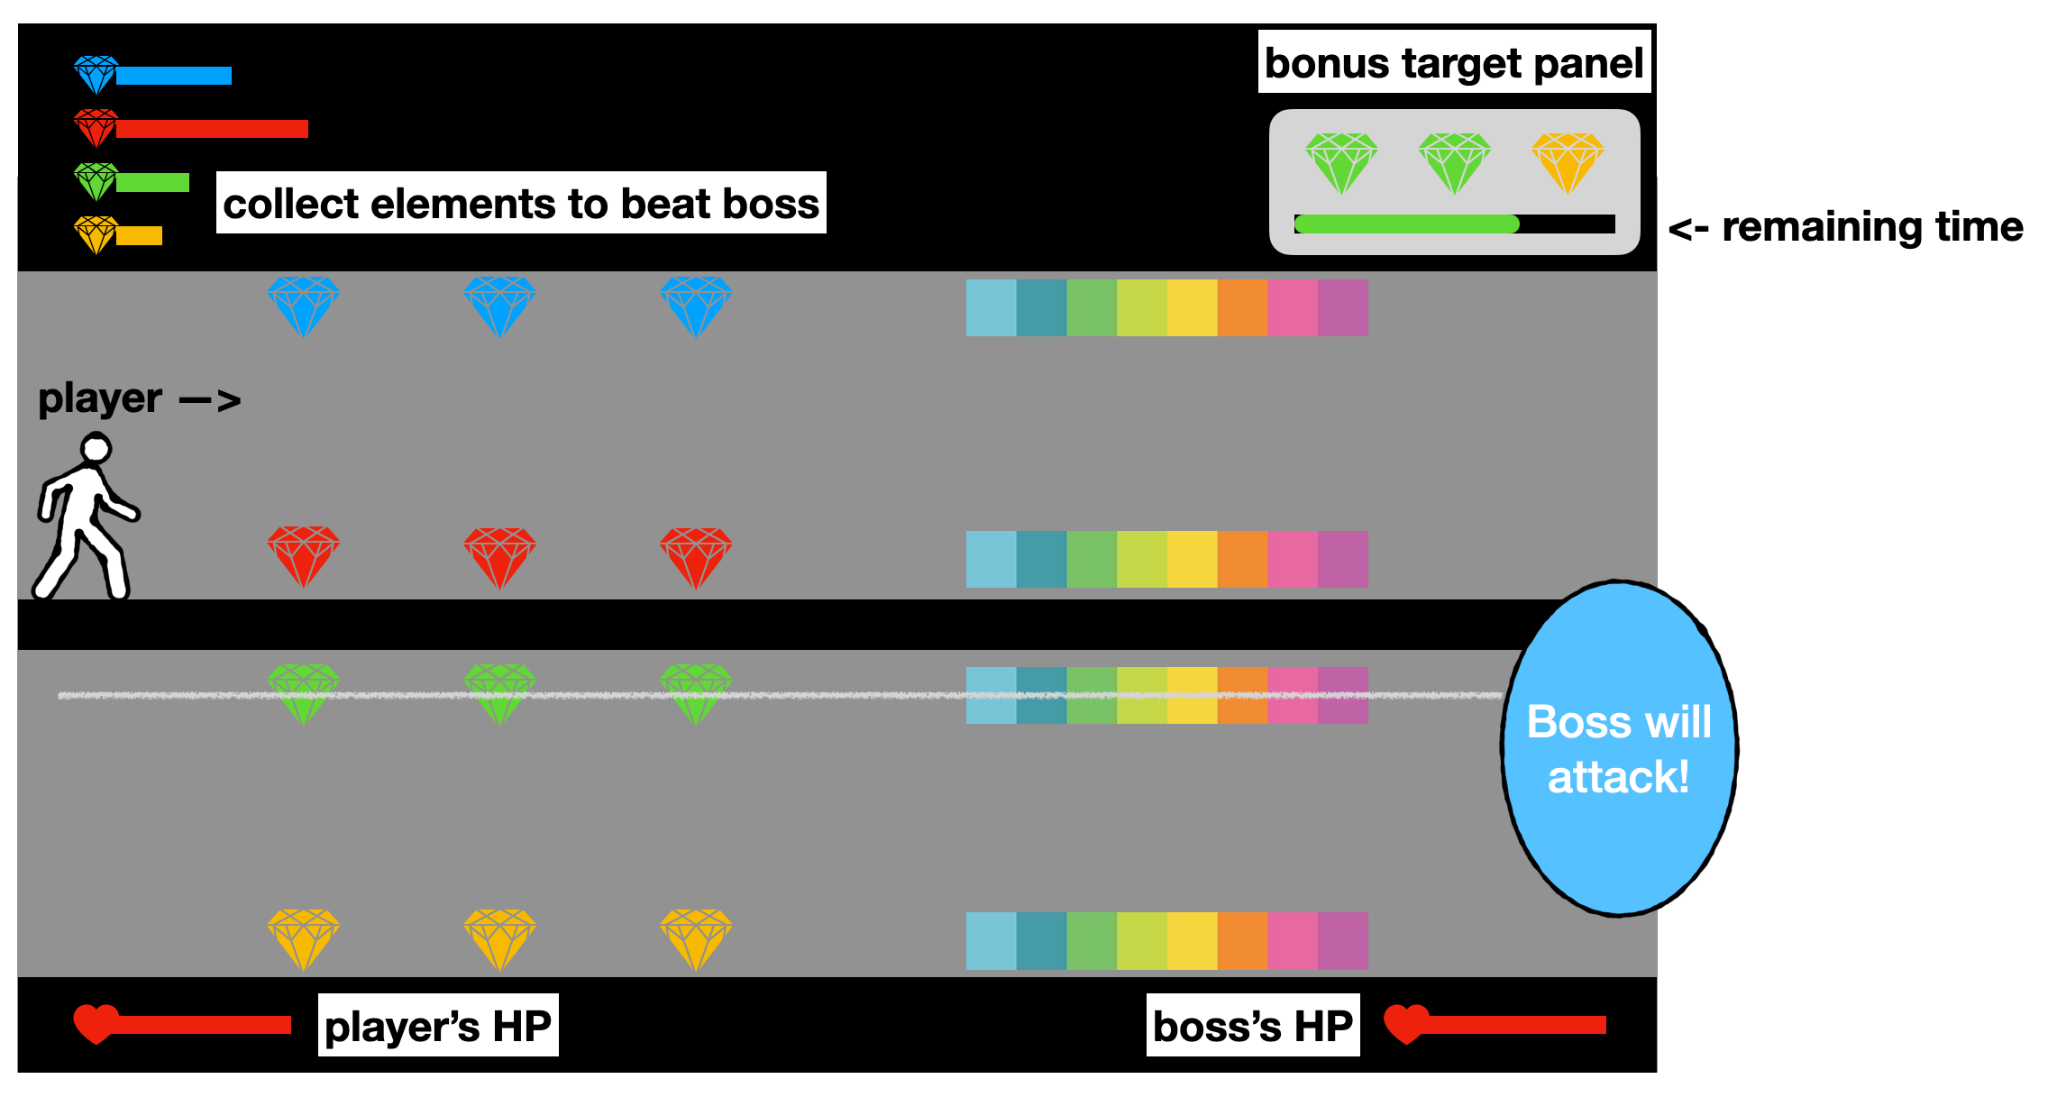 bonus target panel
collect elements to beat boss
<- remaining time
player —>
Boss will
attack!
player’s HP
boss’s HP